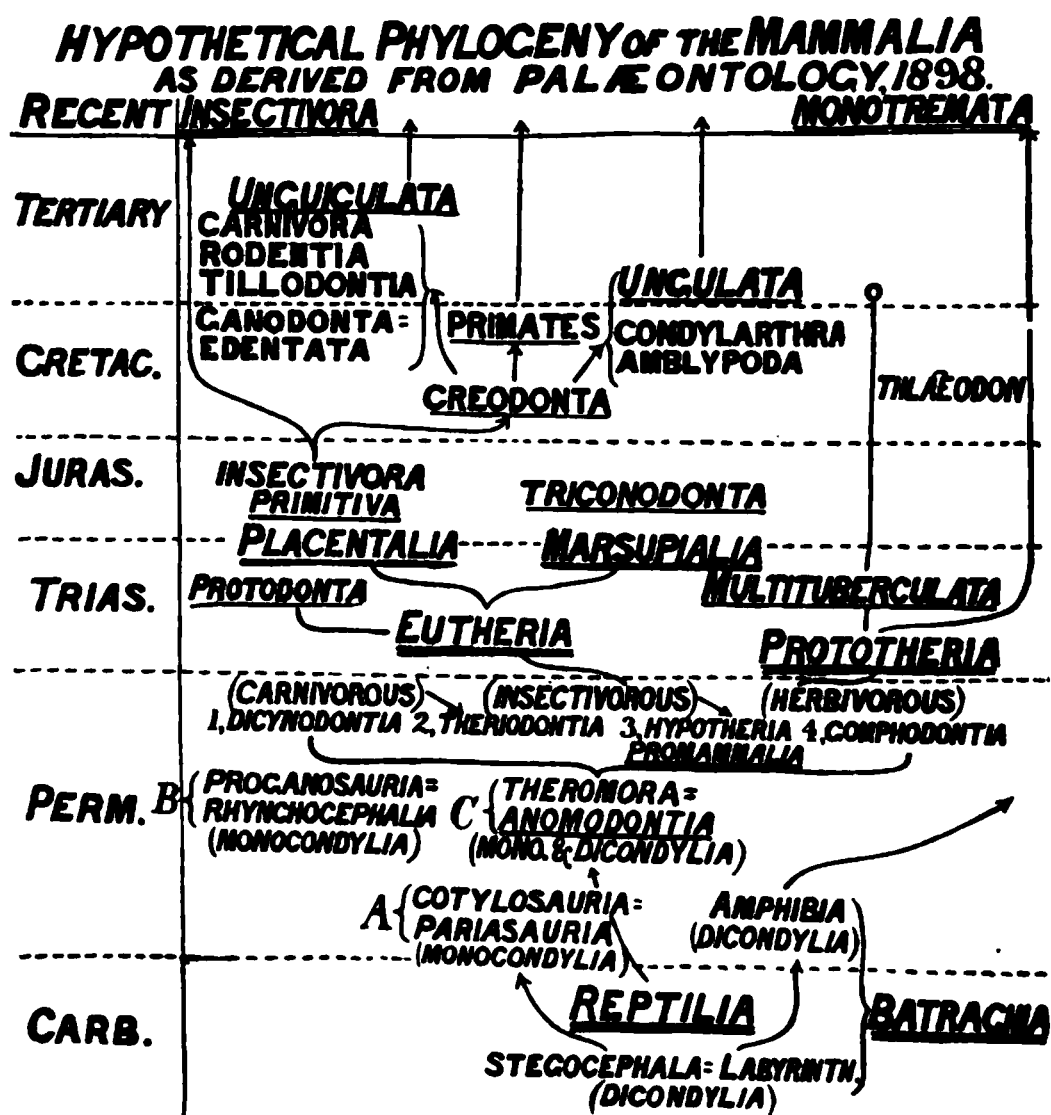 HYPOTHETICAL PHYLOGENY OF THE MAMMALIA
AS DERIVED FROM PALÆONTOLOGY, 1898.
RECENT INSECTIVORA MONOTREMATA
TERTIARY
UNGUICULATA
CARNIVORA
RODENTIA
TILLODONTIA
GANODONTA =
EDENTATA
UNGULATA
PRIMATES
CONDYLARTHRA
AMBLYPODA
CRETAC.
CREODONTA
THLÆODON
JURAS.
INSECTIVORA
PRIMITIVA
TRICONODONTA
PLACENTALIA MARSUPIALIA
TRIAS.
PROTODONTA
MULTITUBERCULATA
EUTHERIA
PROTOTHERIA
(CARNIVOROUS) (INSECTIVOROUS) (HERBIVOROUS)
1, DICYNODONTIA 2, THERIODONTIA 3, HYPOTHERIA 4, GOMPHODONTIA
PROMAMMALIA
PERM.
B { PROGANOSAURIA =
RHYNCHOCEPHALIA
(MONOCONDYLIA)
C { THEROMORA =
ANOMODONTIA
(MONO. & DICONDYLIA)
A { COTYLOSAURIA =
PARIASAURIA
(MONOCONDYLIA)
AMPHIBIA
(DICONDYLIA)
CARB.
REPTILIA
BATRACHIA
STEGOCEPHALA = LABYRINTH.
(DICONDYLIA)